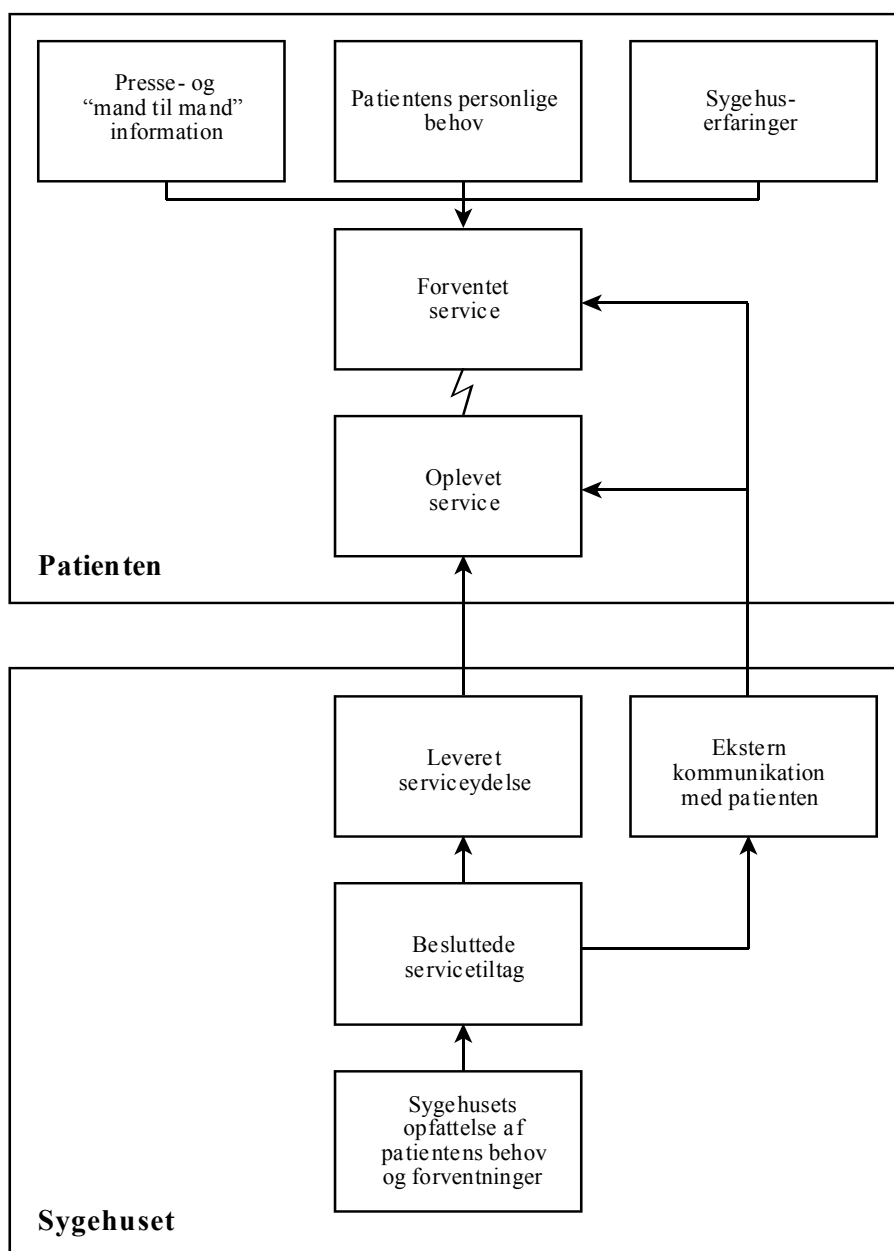 Presse- og
“mand til mand”
information
Patientens personlige
behov
Sygehus-
erfaringer
Forventet
service
Oplevet
service
Patienten
Leveret
serviceydelse
Ekstern
kommunikation
med patienten
Besluttede
servicetiltag
Sygehusets
opfattelse af
patientens behov
og forventninger
Sygehuset